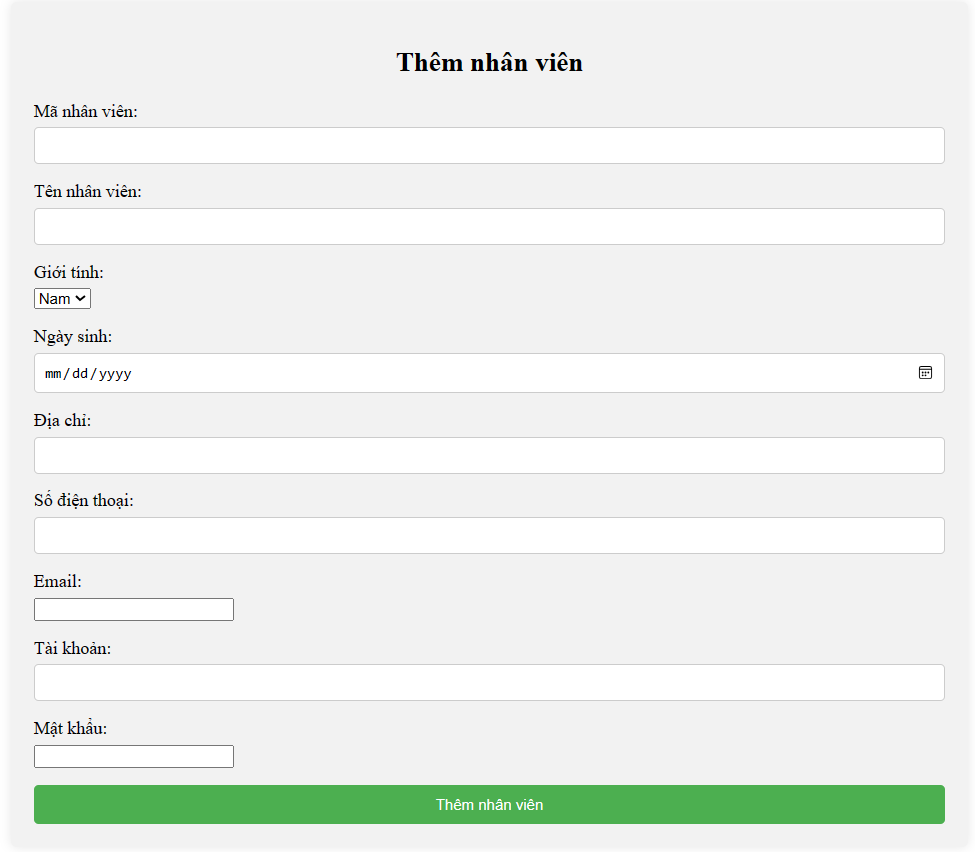 Thêm nhân viên
Mã nhân viên:
Tên nhân viên:
Giới tính:
Nam
Ngày sinh:
mm/dd/yyyy
Địa chỉ:
Số điện thoại:
Email:
Tài khoản:
Mật khẩu:
Thêm nhân viên